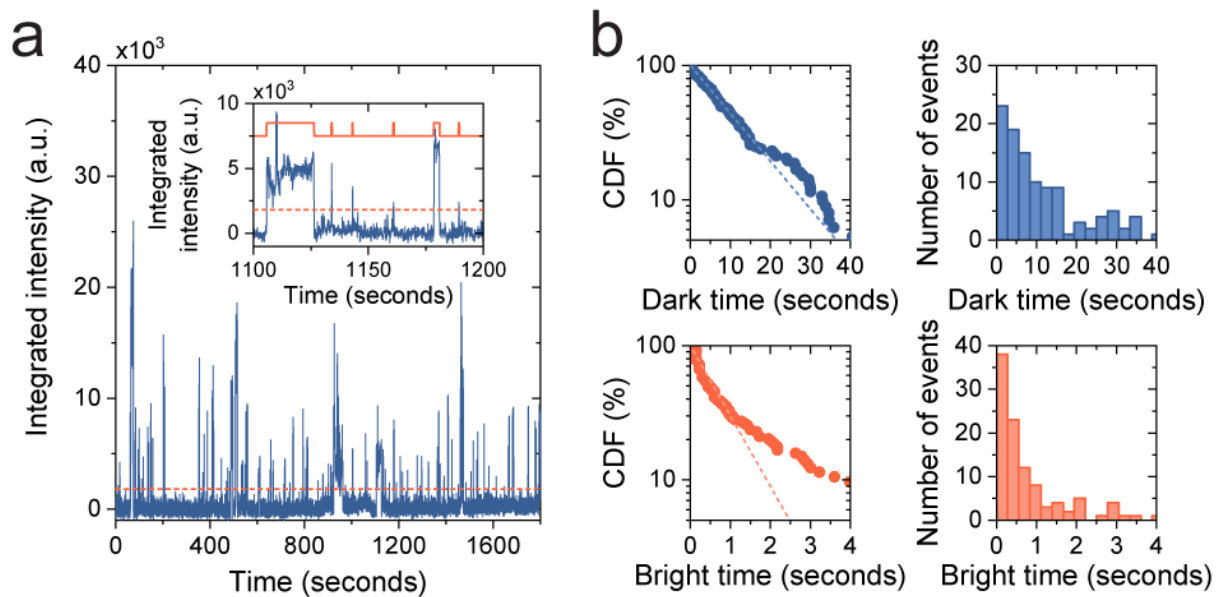 a
x10³
40
30
20
10
0
Integrated intensity (a.u.)
0
400
800
1200
1600
Time (seconds)
x10³
10
5
0
Integrated
intensity (a.u.)
1100
1150
1200
Time (seconds)
b
100
10
CDF (%)
0
10
20
30
40
Dark time (seconds)
30
20
10
0
Number of events
0
10
20
30
40
Dark time (seconds)
100
10
CDF (%)
0
1
2
3
4
Bright time (seconds)
40
30
20
10
0
Number of events
0
1
2
3
4
Bright time (seconds)